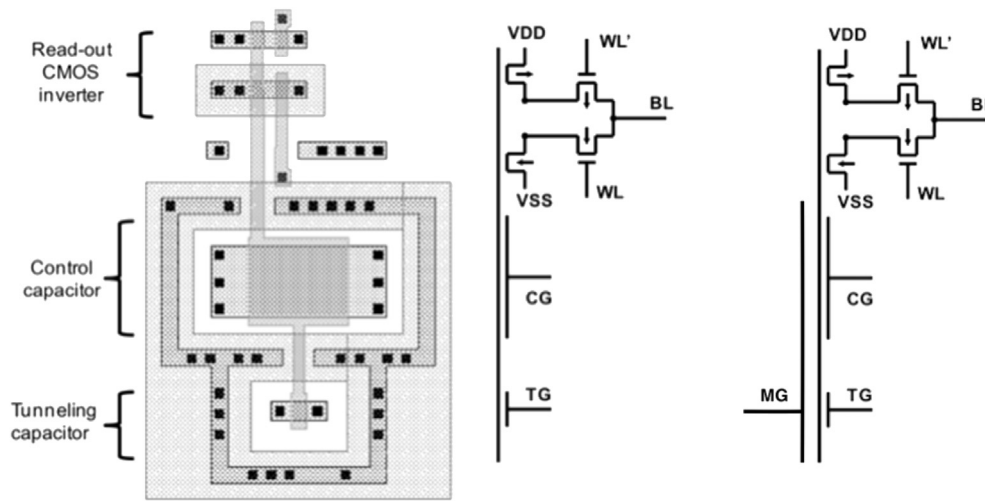 Read-out
CMOS
inverter
Control
capacitor
Tunneling
capacitor
VDD
WL'
BL
WL
VSS
CG
TG
VDD
WL'
WL
VSS
CG
MG
TG